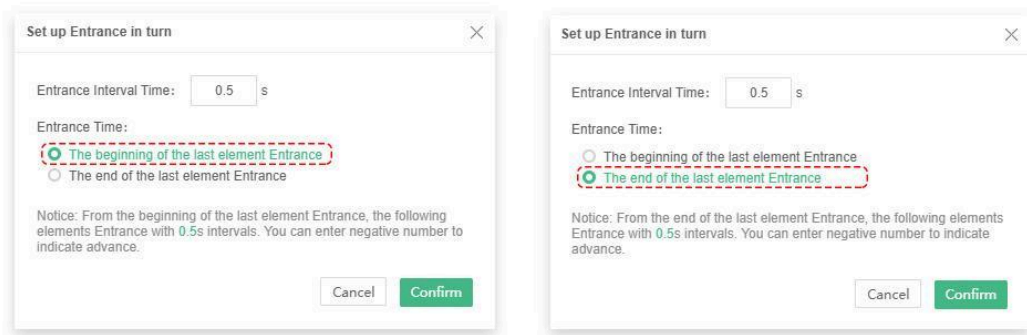 Set up Entrance in turn
Entrance Interval Time: 0.5 s
Entrance Time:
The beginning of the last element Entrance
The end of the last element Entrance
Notice: From the beginning of the last element Entrance, the following
elements Entrance with 0.5s intervals. You can enter negative number to
indicate advance.
Cancel Confirm
Set up Entrance in turn
Entrance Interval Time: 0.5 s
Entrance Time:
The beginning of the last element Entrance
The end of the last element Entrance
Notice: From the end of the last element Entrance, the following elements
Entrance with 0.5s intervals. You can enter negative number to indicate
advance.
Cancel Confirm